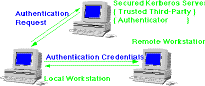 Authentication
Request
Secured Kerberos Server
( Trusted Third-Party )
( Authenticator )
Remote Workstation
Authentication Credentials
Local Workstation